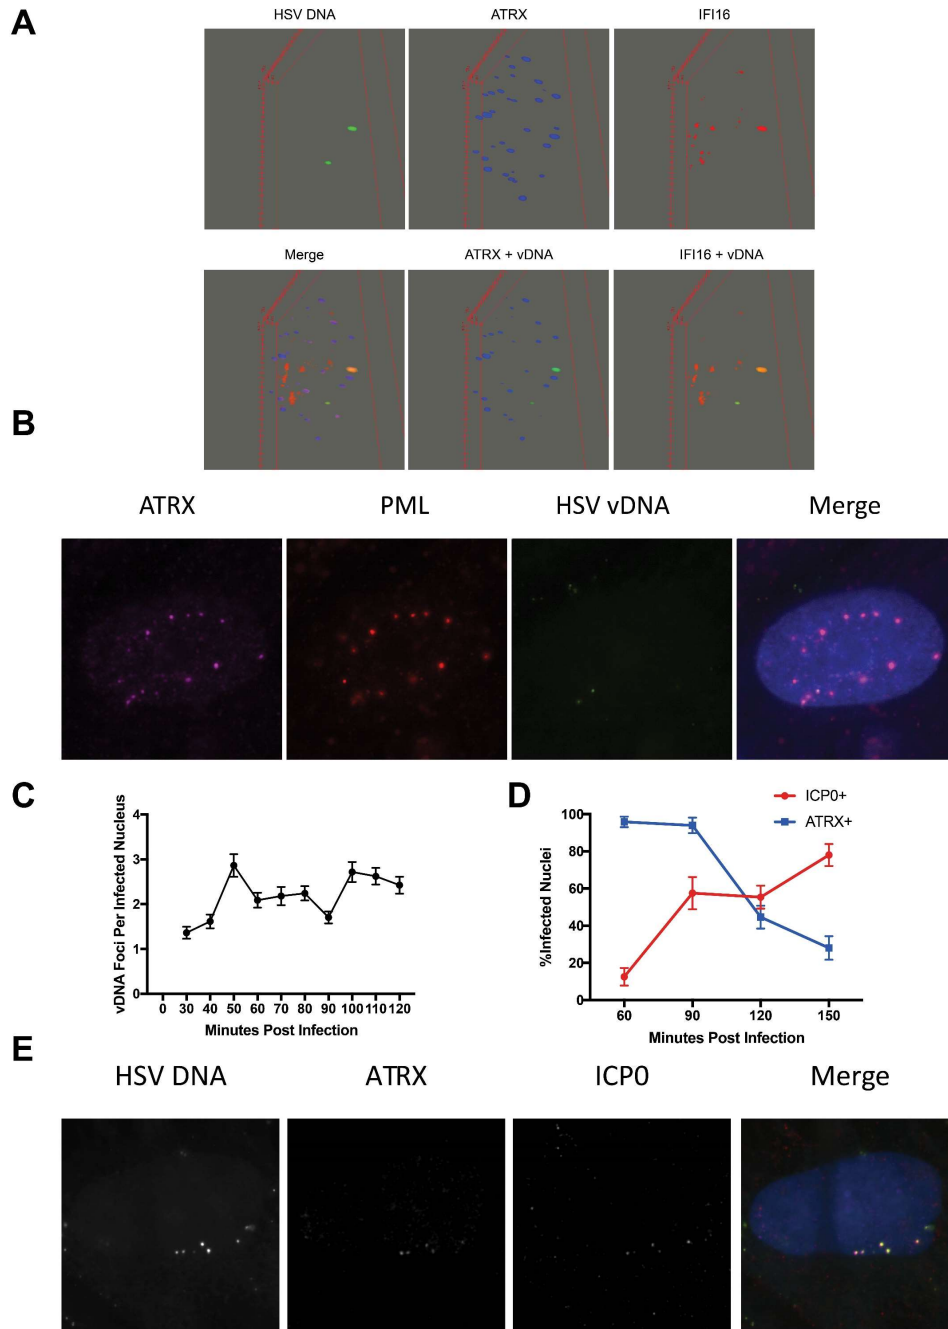 A
HSV DNA ATRX IFI16
Merge ATRX + vDNA IFI16 + vDNA
B
ATRX PML HSV vDNA Merge
C
vDNA Foci Per Infected Nucleus
4
3
2
1
0
0 30 40 50 60 70 80 90 100 110 120
Minutes Post Infection
D
ICP0+
ATRX+
%Infected Nuclei
100
80
60
40
20
0
60 90 120 150
Minutes Post Infection
E
HSV DNA ATRX ICP0 Merge